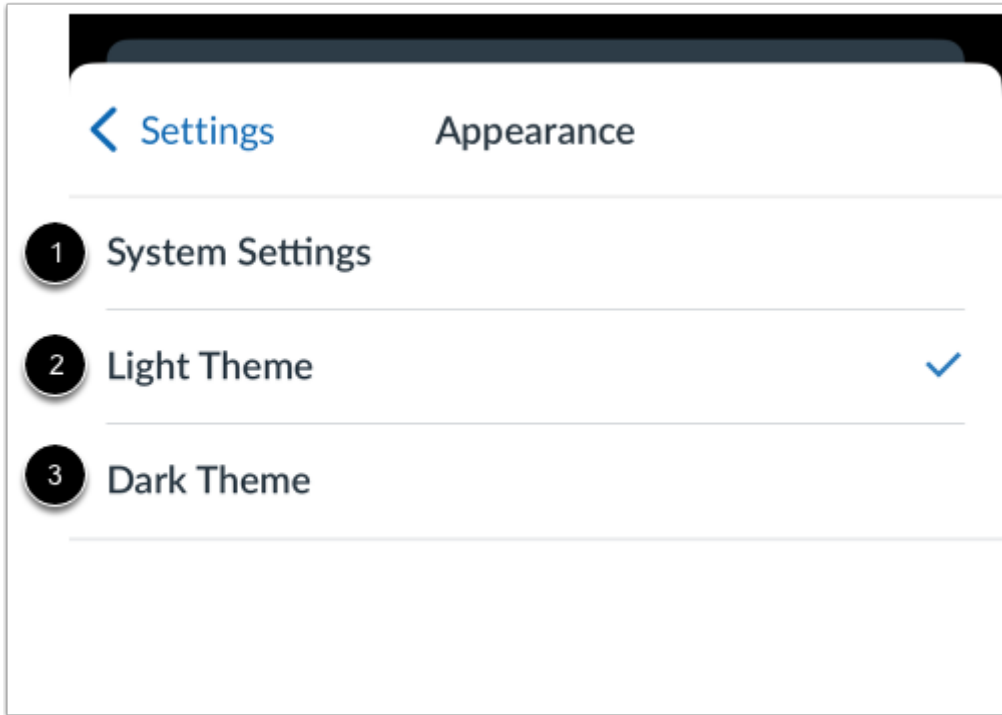 Settings Appearance
1 System Settings
2 Light Theme
3 Dark Theme